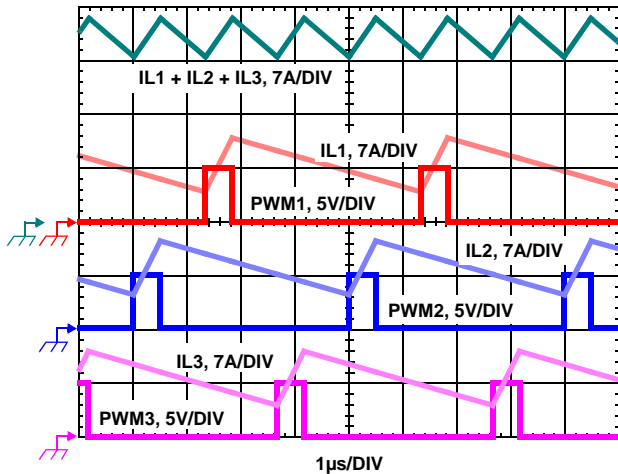 IL1 + IL2 + IL3, 7A/DIV
IL1, 7A/DIV
PWM1, 5V/DIV
IL2, 7A/DIV
PWM2, 5V/DIV
IL3, 7A/DIV
PWM3, 5V/DIV
1µs/DIV